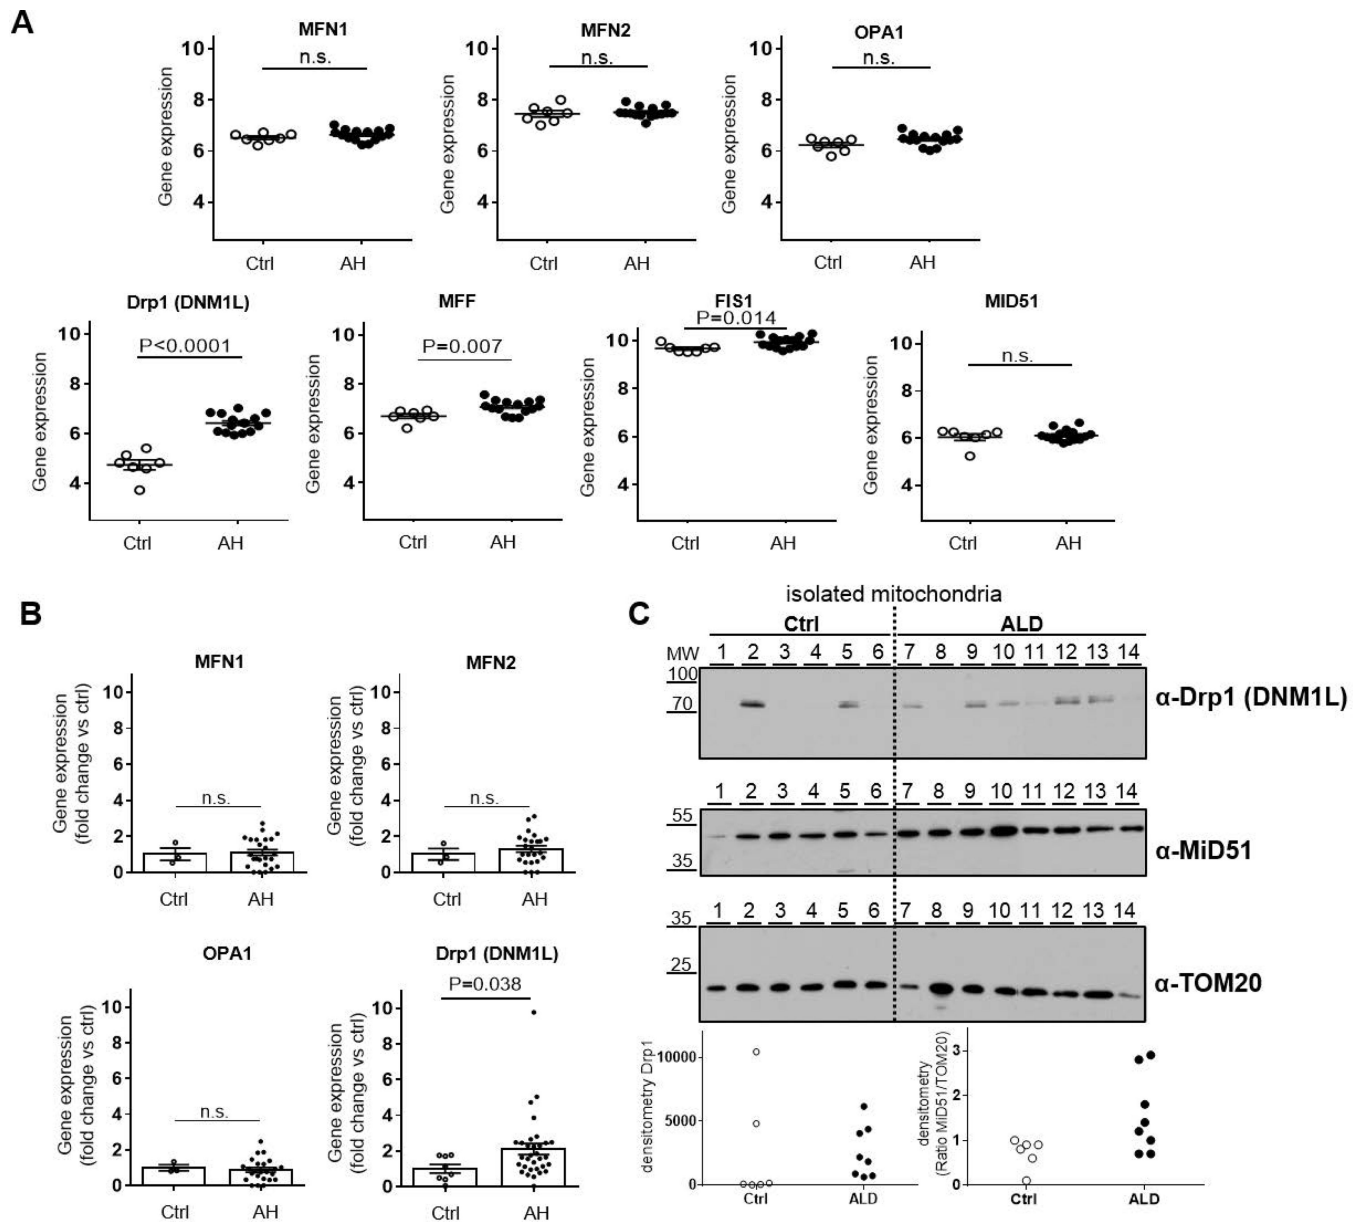 A
MFN1
MFN2
OPA1
n.s.
n.s.
n.s.
Gene expression
10
8
6
4
Gene expression
10
8
6
4
Gene expression
10
8
6
4
Ctrl
AH
Ctrl
AH
Ctrl
AH
Drp1 (DNM1L)
MFF
FIS1
MID51
P<0.0001
P=0.007
P=0.014
n.s.
Gene expression
10
8
6
4
Gene expression
10
8
6
4
Gene expression
10
8
6
4
Gene expression
10
8
6
4
Ctrl
AH
Ctrl
AH
Ctrl
AH
Ctrl
AH
B
MFN1
MFN2
Gene expression
(fold change vs ctrl)
10
8
6
4
2
0
n.s.
Gene expression
(fold change vs ctrl)
10
8
6
4
2
0
n.s.
Ctrl
AH
Ctrl
AH
OPA1
Drp1 (DNM1L)
Gene expression
(fold change vs ctrl)
10
8
6
4
2
0
n.s.
Gene expression
(fold change vs ctrl)
10
8
6
4
2
0
P=0.038
Ctrl
AH
Ctrl
AH
C
isolated mitochondria
Ctrl
ALD
MW
1 2 3 4 5 6 7 8 9 10 11 12 13 14
100
70
α-Drp1 (DNM1L)
1 2 3 4 5 6 7 8 9 10 11 12 13 14
55
35
α-MiD51
1 2 3 4 5 6 7 8 9 10 11 12 13 14
35
25
α-TOM20
densitometry Drp1
10000
5000
0
Ctrl
ALD
densitometry
(Ratio MiD51/TOM20)
3
2
1
0
Ctrl
ALD